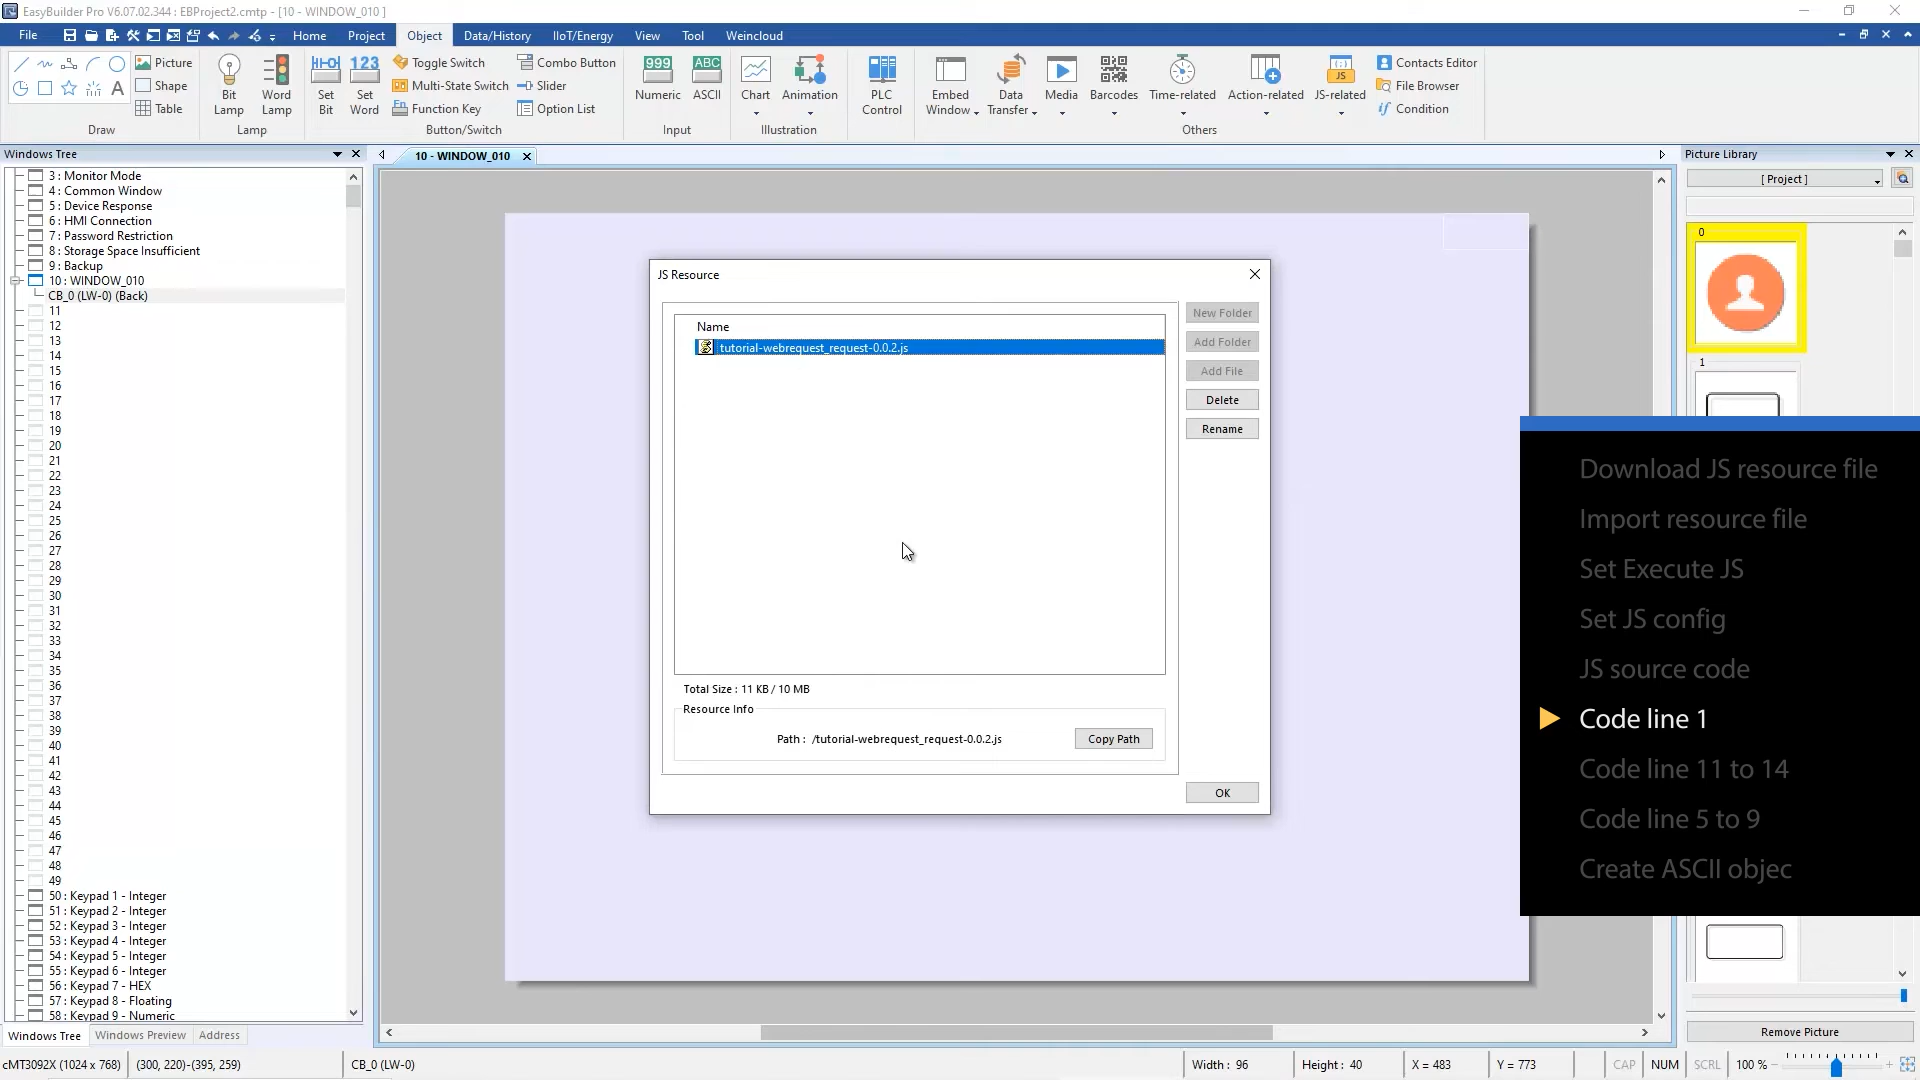 EasyBuilder Pro V6.07.02.344 : EBProject2.cmtp - [10 - WINDOW_010 ]
File Home Project Object Data/History IIoT/Energy View Tool Weincloud
Picture
Shape
Table
Draw
Bit Lamp
Word Lamp
Lamp
Set Bit
Set Word
Toggle Switch
Multi-State Switch
Function Key
Combo Button
Slider
Option List
Button/Switch
Numeric
ASCII
Input
Chart
Animation
Illustration
PLC Control
Embed Window
Data Transfer
Media
Barcodes
Time-related
Action-related
JS-related
Contacts Editor
File Browser
Condition
Others
Windows Tree
3 : Monitor Mode
4 : Common Window
5 : Device Response
6 : HMI Connection
7 : Password Restriction
8 : Storage Space Insufficient
9 : Backup
10 : WINDOW_010
CB_0 (LW-0) (Back)
11
12
13
14
15
16
17
18
19
20
21
22
23
24
25
26
27
28
29
30
31
32
33
34
35
36
37
38
39
40
41
42
43
44
45
46
47
48
49
50 : Keypad 1 - Integer
51 : Keypad 2 - Integer
52 : Keypad 3 - Integer
53 : Keypad 4 - Integer
54 : Keypad 5 - Integer
55 : Keypad 6 - Integer
56 : Keypad 7 - HEX
57 : Keypad 8 - Floating
58 : Keypad 9 - Numeric
Windows Tree Windows Preview Address
10 - WINDOW_010
JS Resource
Name
tutorial-webrequest_request-0.0.2.js
New Folder
Add Folder
Add File
Delete
Rename
Total Size : 11 KB / 10 MB
Resource Info
Path : /tutorial-webrequest_request-0.0.2.js
Copy Path
OK
Picture Library
[ Project ]
0
1
Download JS resource file
Import resource file
Set Execute JS
Set JS config
JS source code
Code line 1
Code line 11 to 14
Code line 5 to 9
Create ASCII objec
Remove Picture
cMT3092X (1024 x 768) (300, 220)-(395, 259) CB_0 (LW-0) Width : 96 Height : 40 X = 483 Y = 773 CAP NUM SCRL 100 %